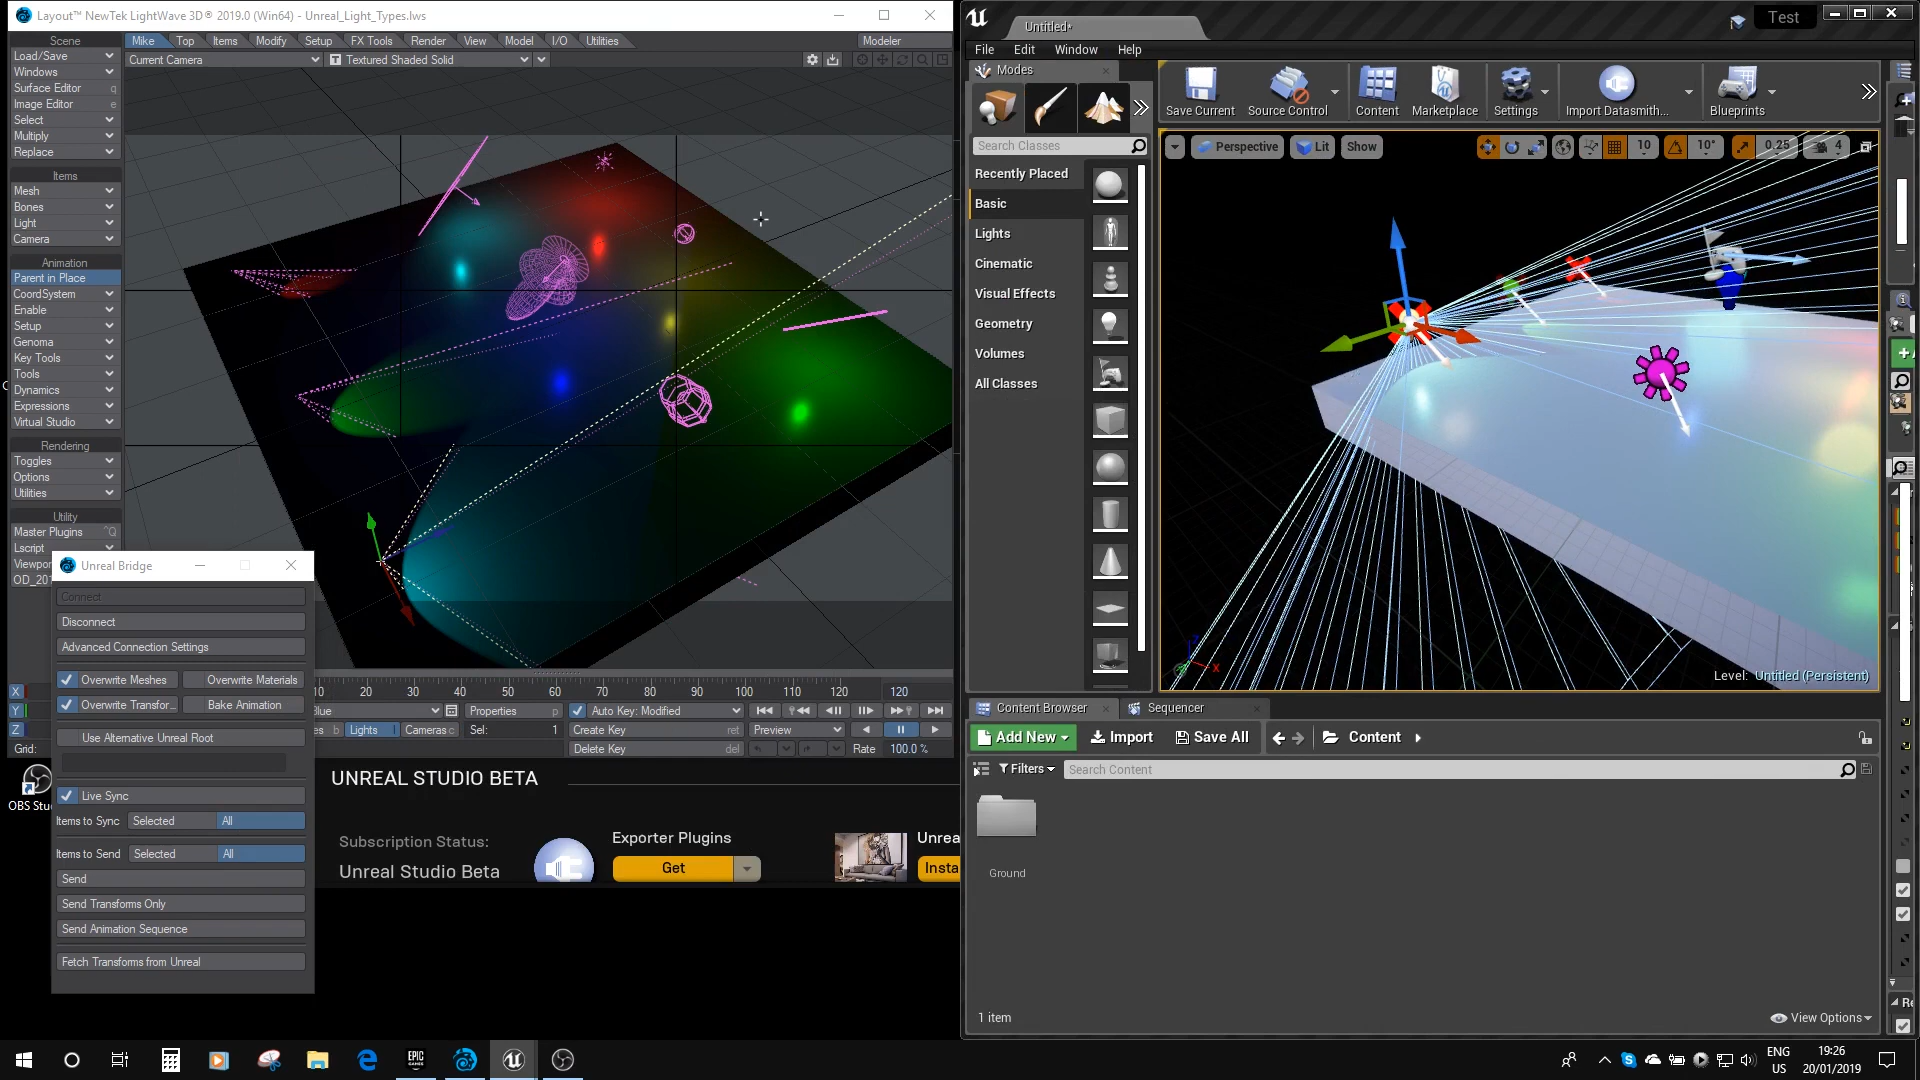 Layout™ NewTek LightWave 3D® 2019.0 (Win64) - Unreal_Light_Types.lws
Scene
Load/Save
Windows
Surface Editor q
Image Editor e
Select
Multiply
Replace
Items
Mesh
Bones
Light
Camera
Animation
Parent in Place
CoordSystem
Enable
Setup
Genoma
Key Tools
Tools
Dynamics
Expressions
Virtual Studio
Rendering
Toggles
Options
Utilities
Utility
Master Plugins ^Q
Lscript
Viewpor
OD_20
Mike Top Items Modify Setup FX Tools Render View Model I/O Utilities Modeler
Current Camera T Textured Shaded Solid
Unreal Bridge
Connect
Disconnect
Advanced Connection Settings
Overwrite Meshes Overwrite Materials
Overwrite Transfor... Bake Animation
Use Alternative Unreal Root
Live Sync
Items to Sync Selected All
Items to Send Selected All
Send
Send Transforms Only
Send Animation Sequence
Fetch Transforms from Unreal
X
Y
Z
Grid:
10 20 30 40 50 60 70 80 90 100 110 120 120
Blue Properties p Auto Key: Modified
es b Lights l Cameras c Sel: 1 Create Key ret Preview
Delete Key del Rate 100.0 %
OBS Stu
UNREAL STUDIO BETA
Subscription Status:
Unreal Studio Beta
Exporter Plugins
Get
Unrea
Insta
Untitled*
Test
File Edit Window Help
Modes
Save Current Source Control Content Marketplace Settings Import Datasmith... Blueprints
Search Classes
Recently Placed
Basic
Lights
Cinematic
Visual Effects
Geometry
Volumes
All Classes
Perspective Lit Show 10 10° 0.25 4
Z
X
Level: Untitled (Persistent)
Content Browser Sequencer
Add New Import Save All Content
Filters Search Content
Ground
1 item
View Options
Re
EPIC
GAMES
ENG
US
19:26
20/01/2019